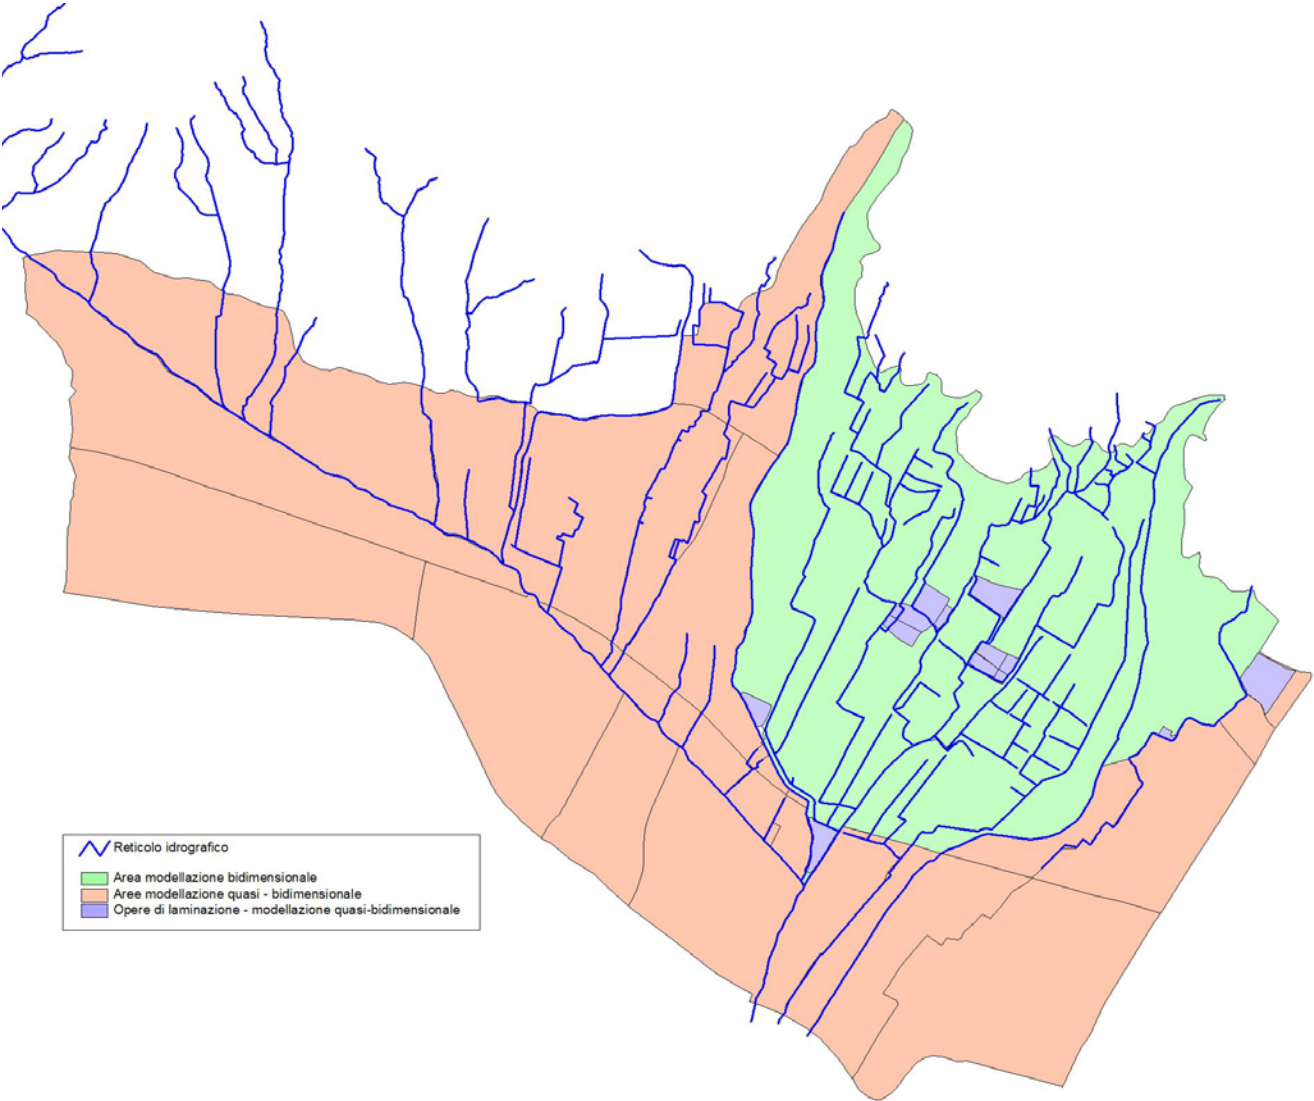 Reticolo idrografico
Area modellazione bidimensionale
Aree modellazione quasi - bidimensionale
Opere di laminazione - modellazione quasi-bidimensionale